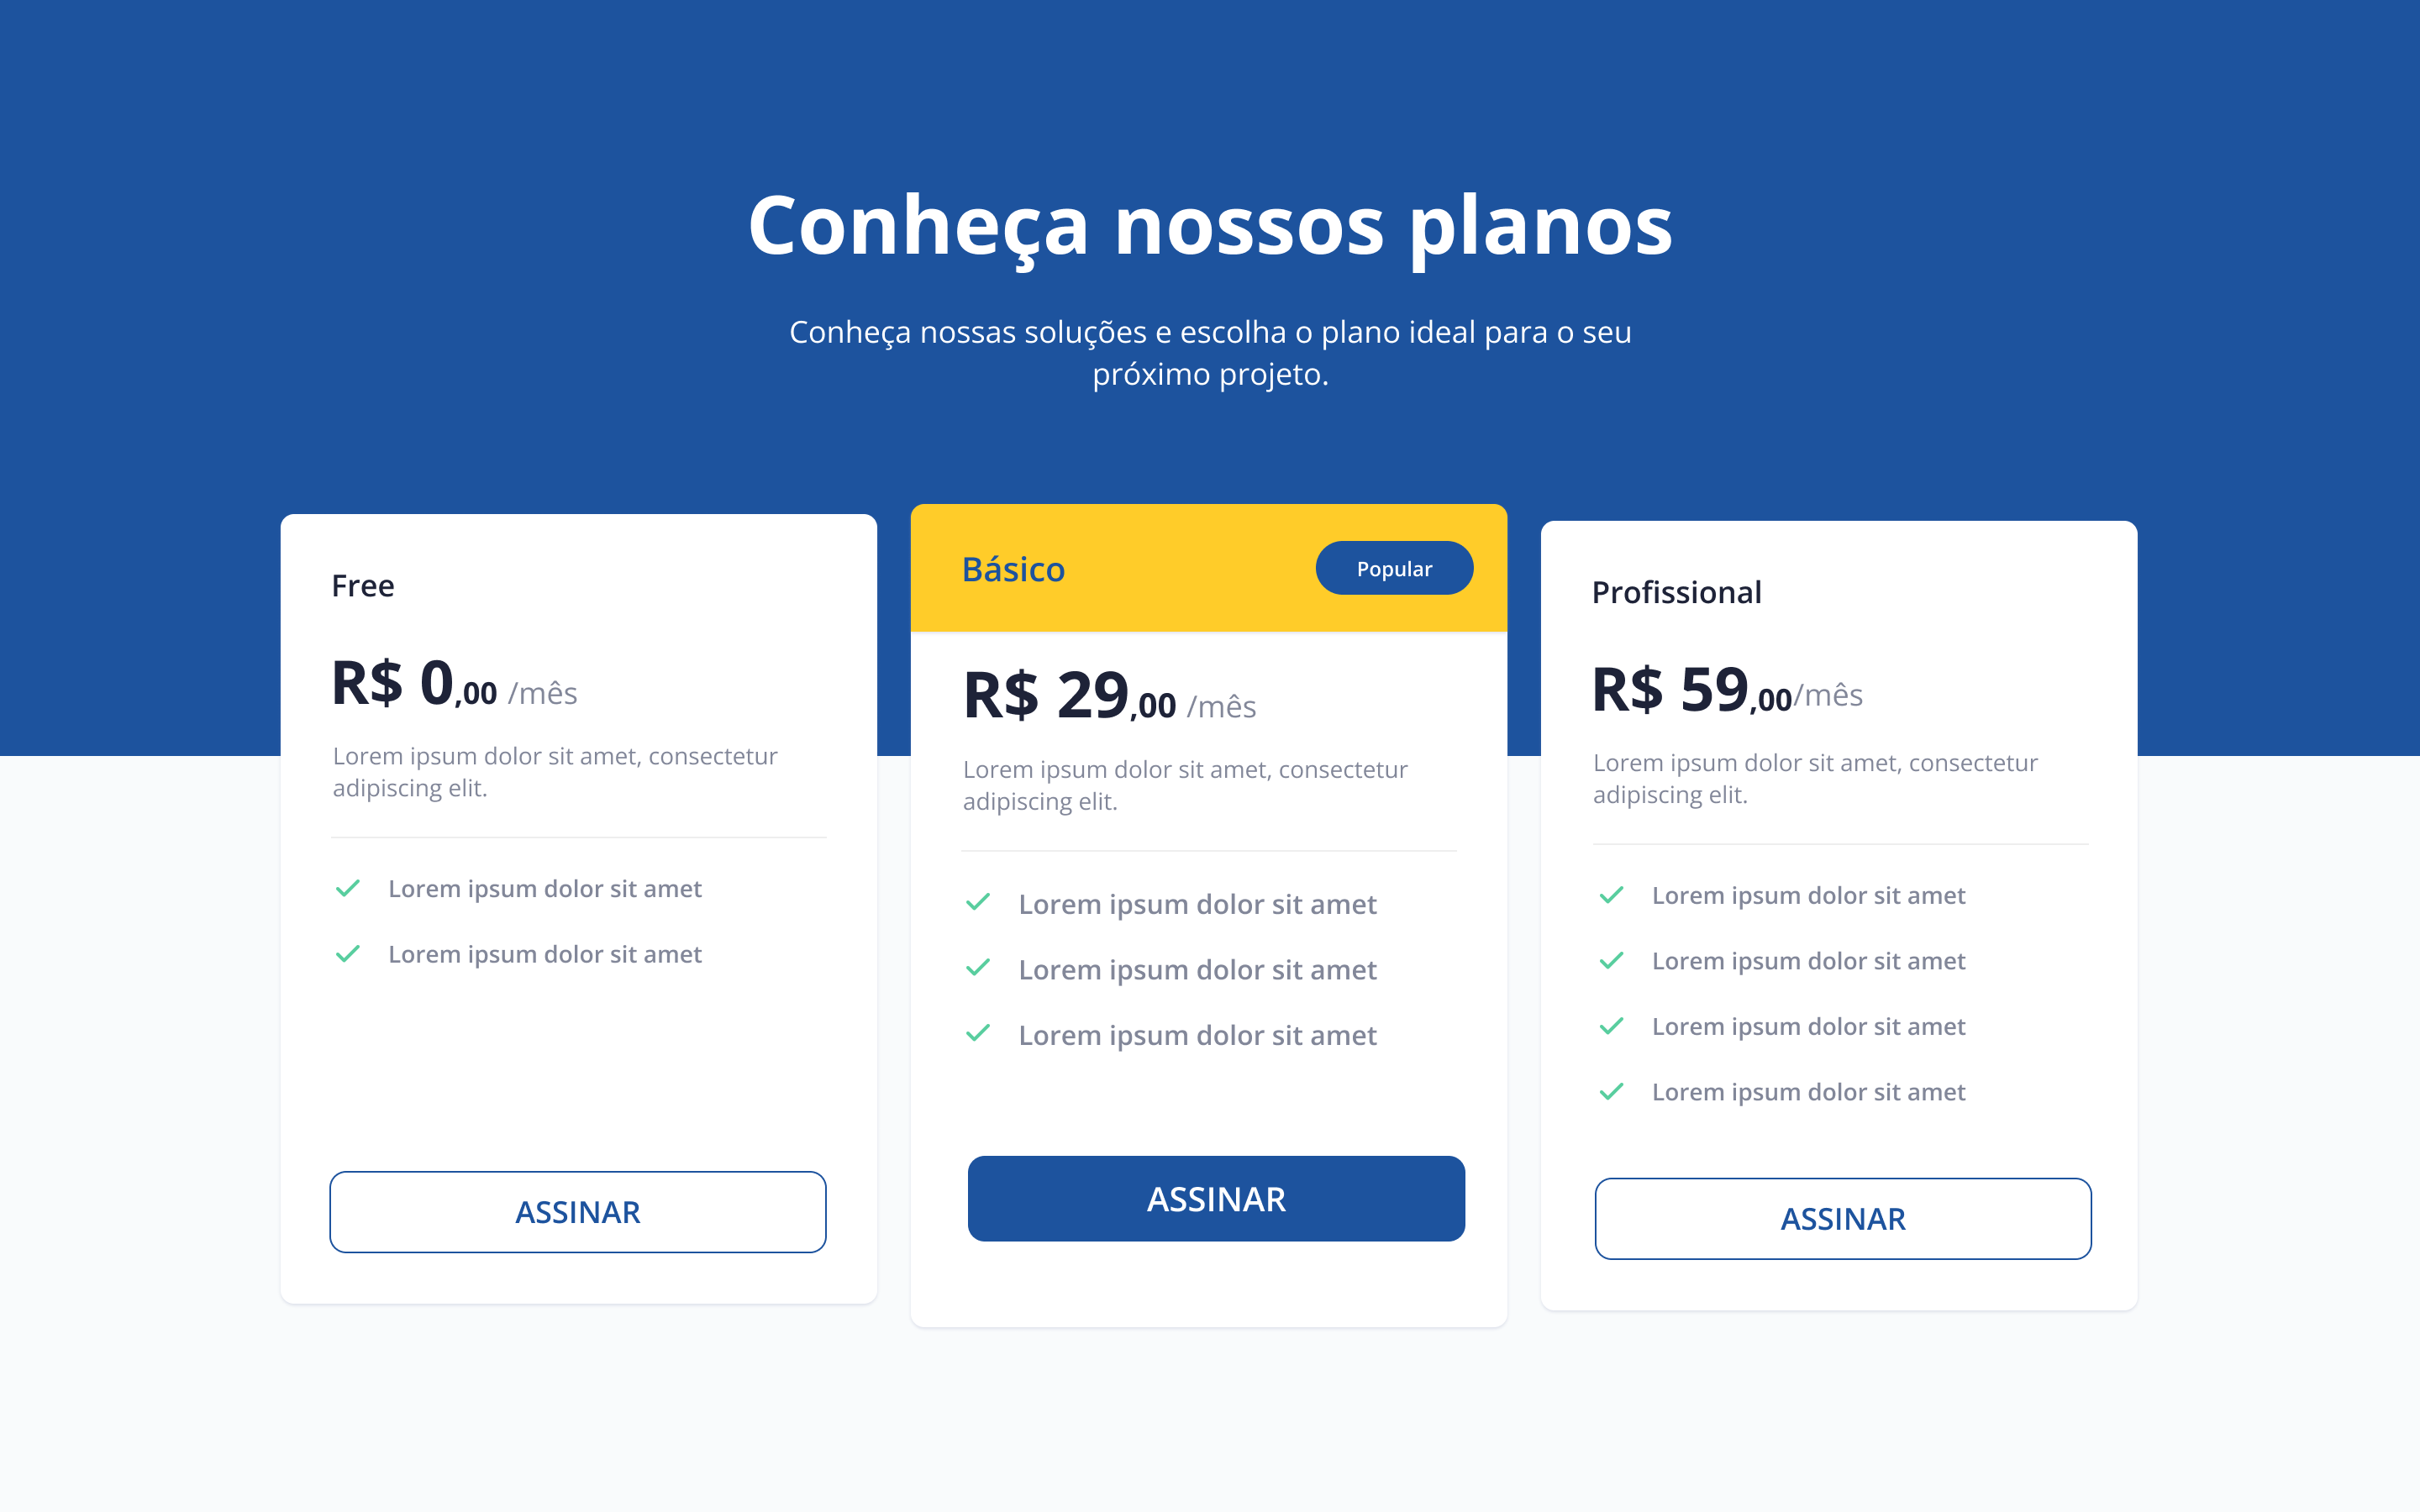 Conheça nossos planos
Conheça nossas soluções e escolha o plano ideal para o seu
próximo projeto.
Free
R$ 0,00 /mês
Lorem ipsum dolor sit amet, consectetur
adipiscing elit.
Lorem ipsum dolor sit amet
Lorem ipsum dolor sit amet
ASSINAR
Básico
Popular
R$ 29,00 /mês
Lorem ipsum dolor sit amet, consectetur
adipiscing elit.
Lorem ipsum dolor sit amet
Lorem ipsum dolor sit amet
Lorem ipsum dolor sit amet
ASSINAR
Profissional
R$ 59,00/mês
Lorem ipsum dolor sit amet, consectetur
adipiscing elit.
Lorem ipsum dolor sit amet
Lorem ipsum dolor sit amet
Lorem ipsum dolor sit amet
Lorem ipsum dolor sit amet
ASSINAR